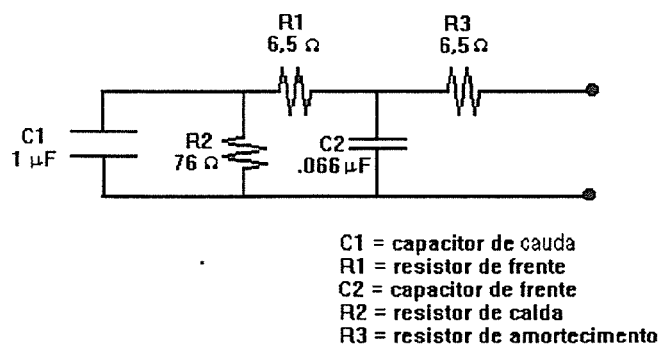 R1
6,5 Ω
R3
6,5 Ω
C1
1 µF
R2
76 Ω
C2
.066 µF
C1 = capacitor de cauda
R1 = resistor de frente
C2 = capacitor de frente
R2 = resistor de calda
R3 = resistor de amortecimento